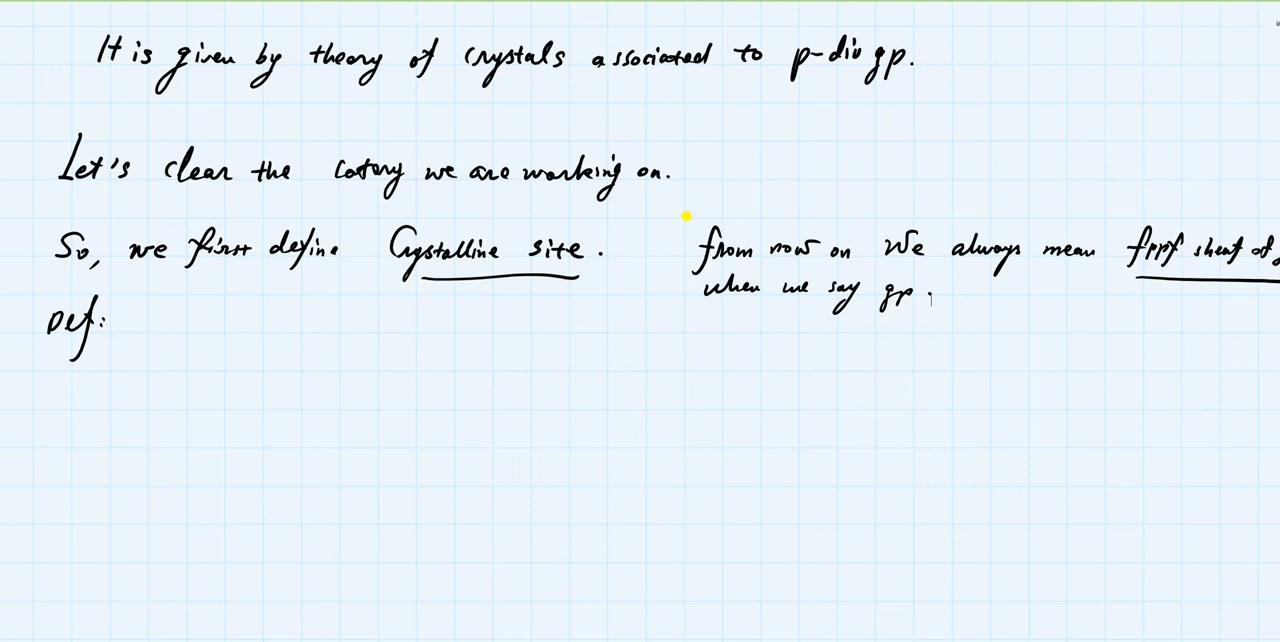 It is given by theory of crystals associated to p-div gp.
Let's clear the catory we are working on.
So, we first define Crystalline site. from now on We always mean fppf sheaf of
when we say gp.
Def: